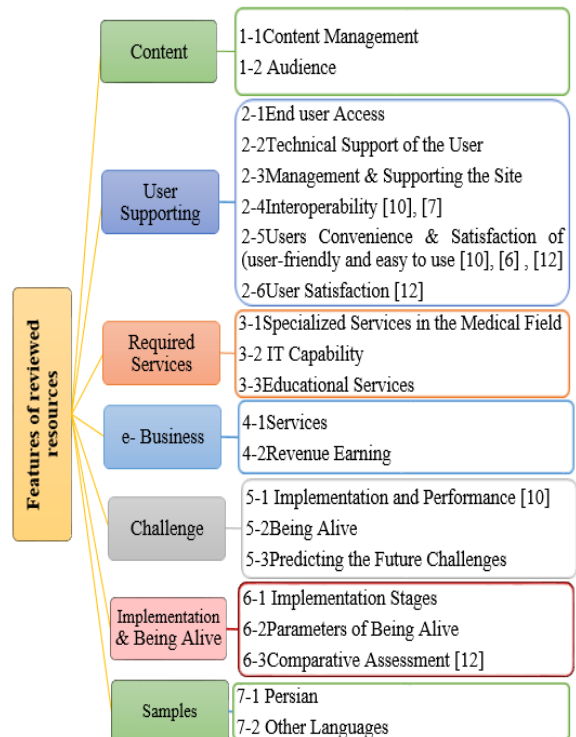 Features of reviewed
resources
Content
1-1Content Management
1-2 Audience
User
Supporting
2-1End user Access
2-2Technical Support of the User
2-3Management & Supporting the Site
2-4Interoperability [10], [7]
2-5Users Convenience & Satisfaction of
(user-friendly and easy to use [10], [6] , [12]
2-6User Satisfaction [12]
Required
Services
3-1Specialized Services in the Medical Field
3-2 IT Capability
3-3Educational Services
e- Business
4-1Services
4-2Revenue Earning
Challenge
5-1 Implementation and Performance [10]
5-2Being Alive
5-3Predicting the Future Challenges
Implementation
& Being Alive
6-1 Implementation Stages
6-2Parameters of Being Alive
6-3Comparative Assessment [12]
Samples
7-1 Persian
7-2 Other Languages